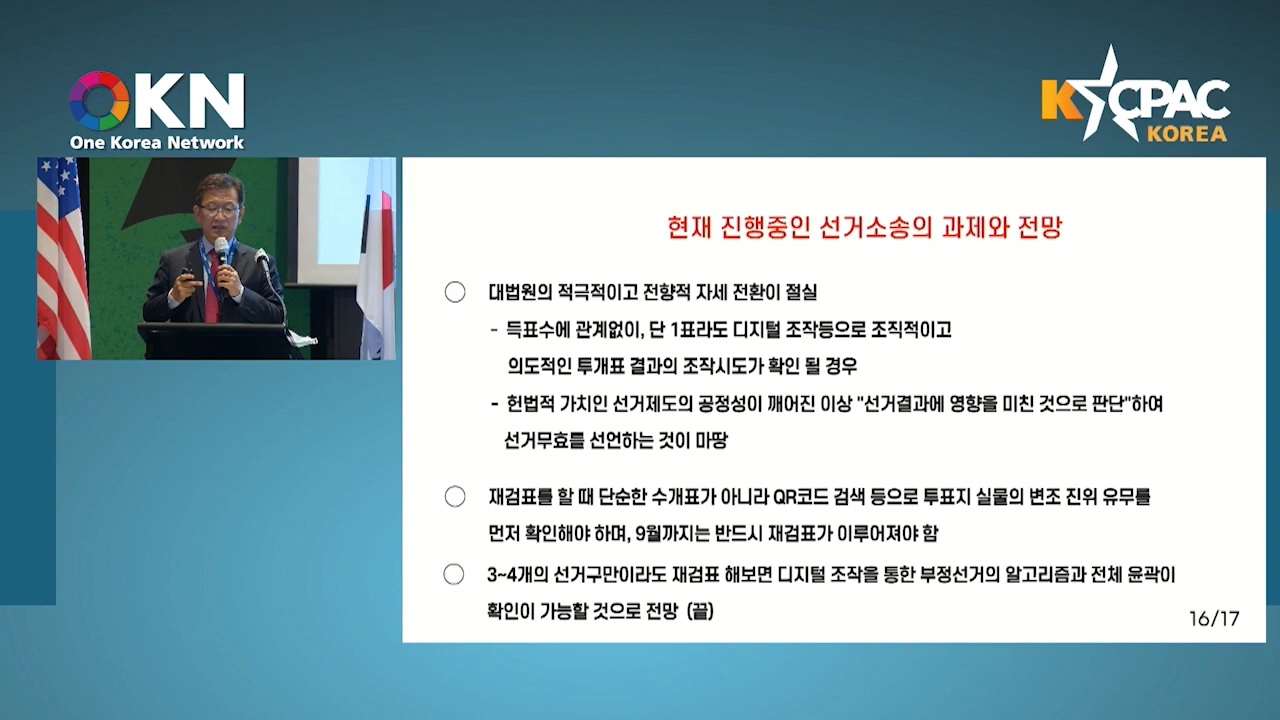 OKN
One Korea Network
KCPAC
KOREA
현재 진행중인 선거소송의 과제와 전망
대법원의 적극적이고 전향적 자세 전환이 절실
- 득표수에 관계없이, 단 1표라도 디지털 조작등으로 조직적이고
의도적인 투개표 결과의 조작시도가 확인 될 경우
- 헌법적 가치인 선거제도의 공정성이 깨어진 이상 "선거결과에 영향을 미친 것으로 판단"하여
선거무효를 선언하는 것이 마땅
재검표를 할 때 단순한 수개표가 아니라 QR코드 검색 등으로 투표지 실물의 변조 진위 유무를
먼저 확인해야 하며, 9월까지는 반드시 재검표가 이루어져야 함
3~4개의 선거구만이라도 재검표 해보면 디지털 조작을 통한 부정선거의 알고리즘과 전체 윤곽이
확인이 가능할 것으로 전망 (끝)
16/17